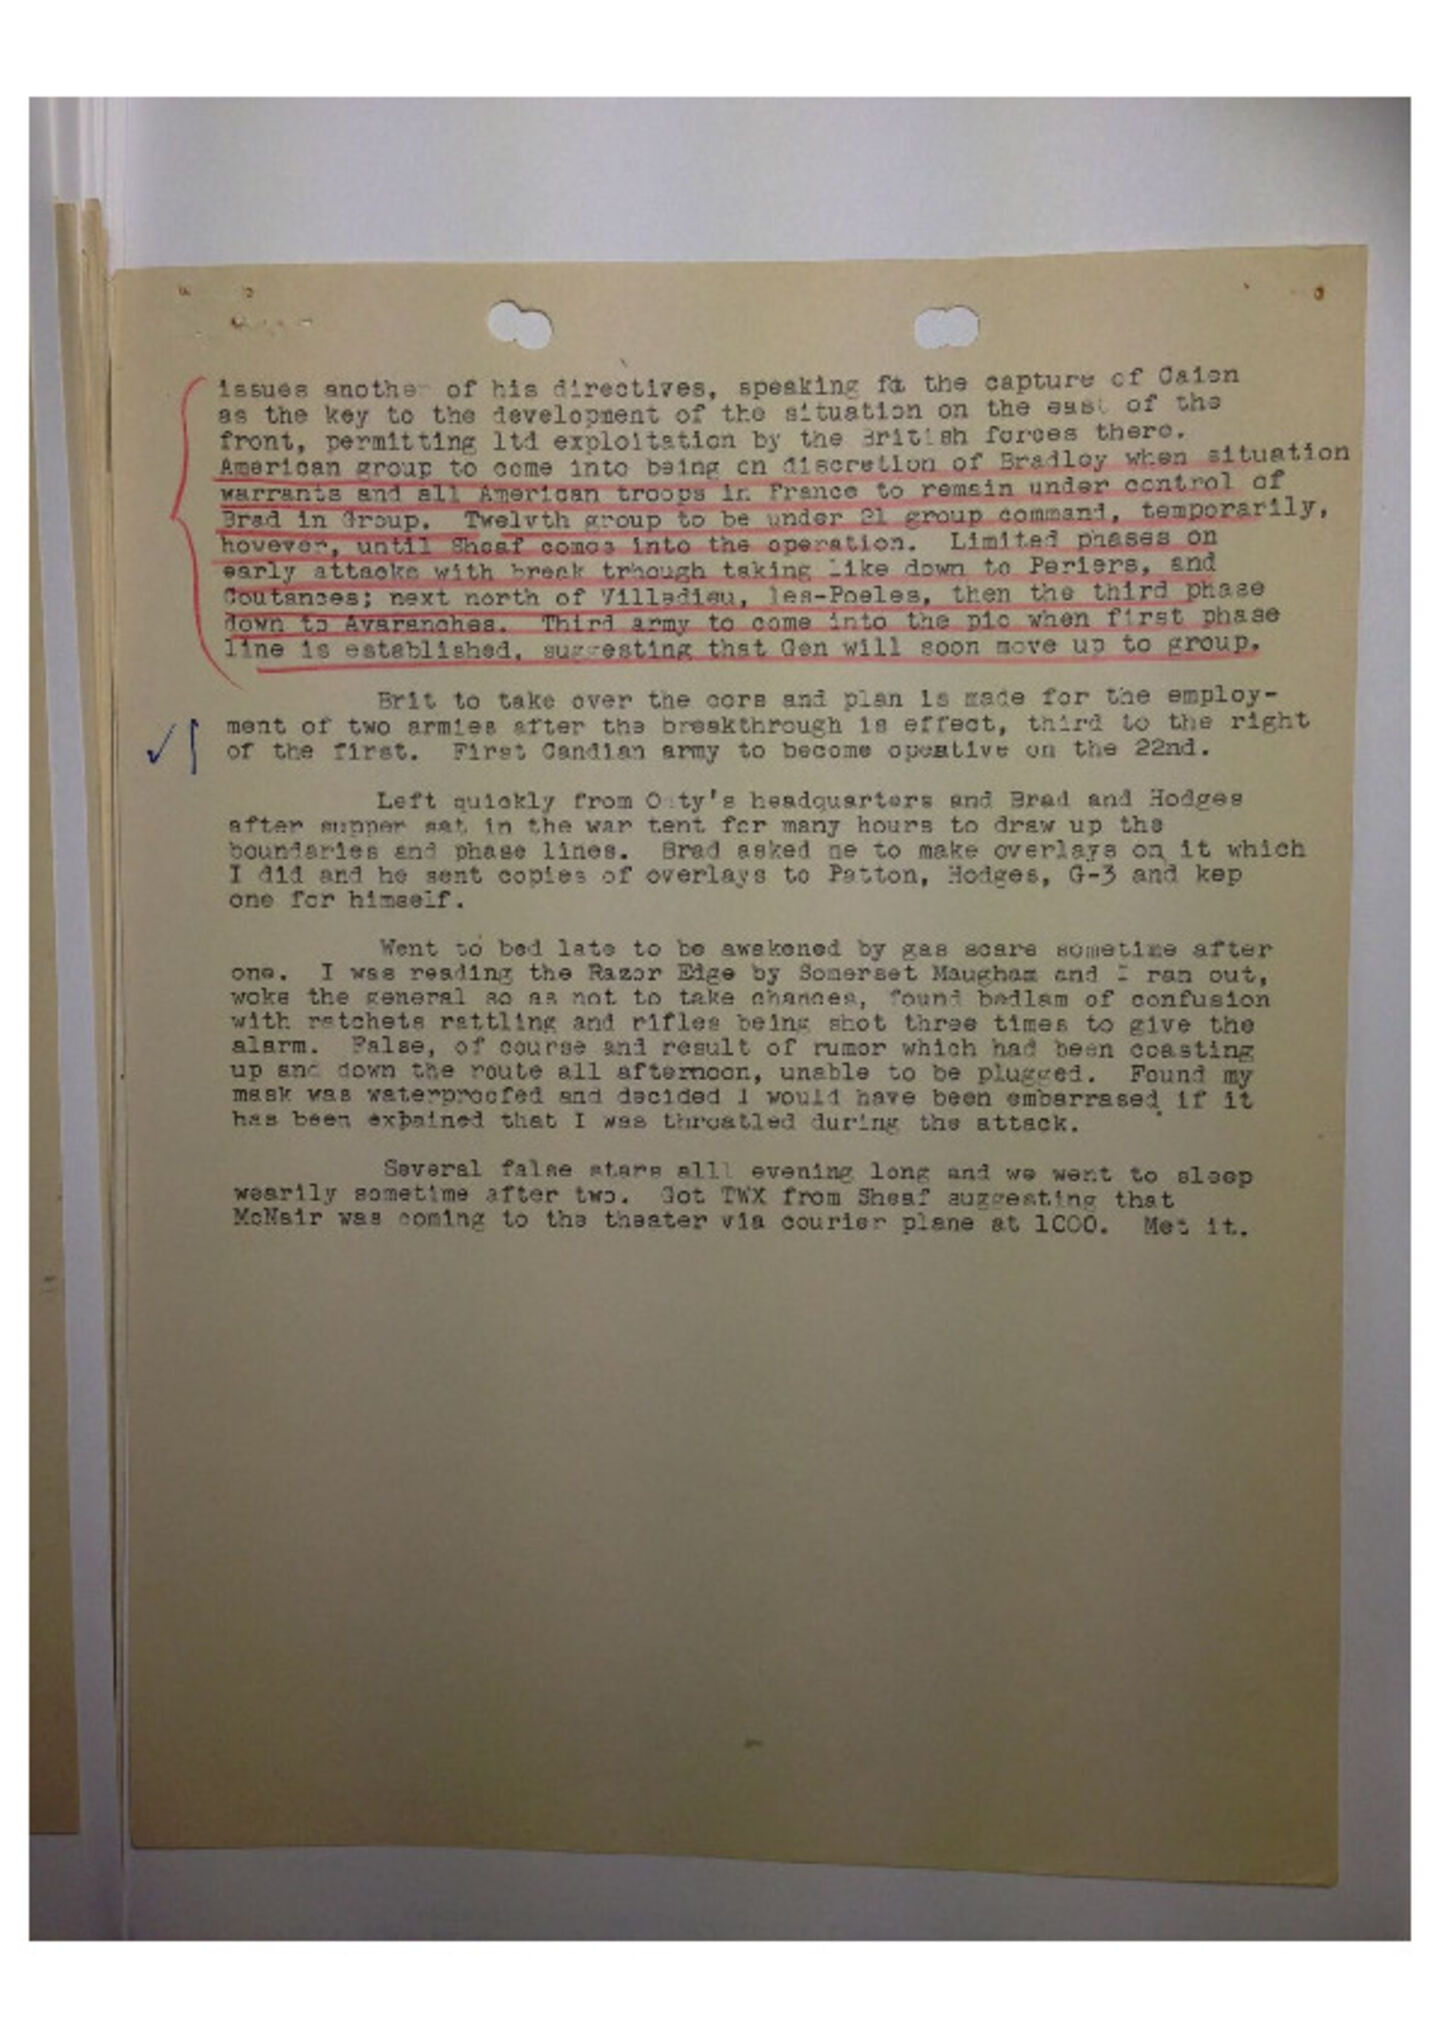 issues another of his directives, speaking fo the capture of Caien
as the key to the development of the situation on the east of the
front, permitting ltd exploitation by the British forces there.
American group to come into being on discretion of Bradley when situation
warrants and all American troops in France to remain under control of
Brad in Group. Twelvth group to be under 21 group command, temporarily,
however, until Sheaf comes into the operation. Limited phases on
early attacks with break trhough taking like down to Periers, and
Coutances; next north of Villadieu, les-Poeles, then the third phase
down to Avaranches. Third army to come into the pic when first phase
line is established, suggesting that Gen will soon move up to group.
Brit to take over the cors and plan is made for the employ-
ment of two armies after the breakthrough is effect, third to the right
of the first. First Candian army to become opeative on the 22nd.
Left quickly from headquarters and Brad and Hodges
after supper sat in the war tent for many hours to draw up the
boundaries and phase lines. Brad asked me to make overlays on it which
I did and he sent copies of overlays to Patton, Hodges, G-3 and kep
one for himself.
Went to bed late to be awakened by gas scare sometime after
one. I was reading the Razor Edge by Somerset Maugham and I ran out,
woke the general so as not to take chances, found bedlam of confusion
with ratchets rattling and rifles being shot three times to give the
alarm. False, of course and result of rumor which had been coasting
up and down the route all afternoon, unable to be plugged. Found my
mask was waterproofed and decided I would have been embarrased if it
has been expained that I was throatled during the attack.
Several false stars alll evening long and we went to sleep
wearily sometime after two. Got TWX from Sheaf suggesting that
McNair was coming to the theater via courier plane at 1000. Met it.